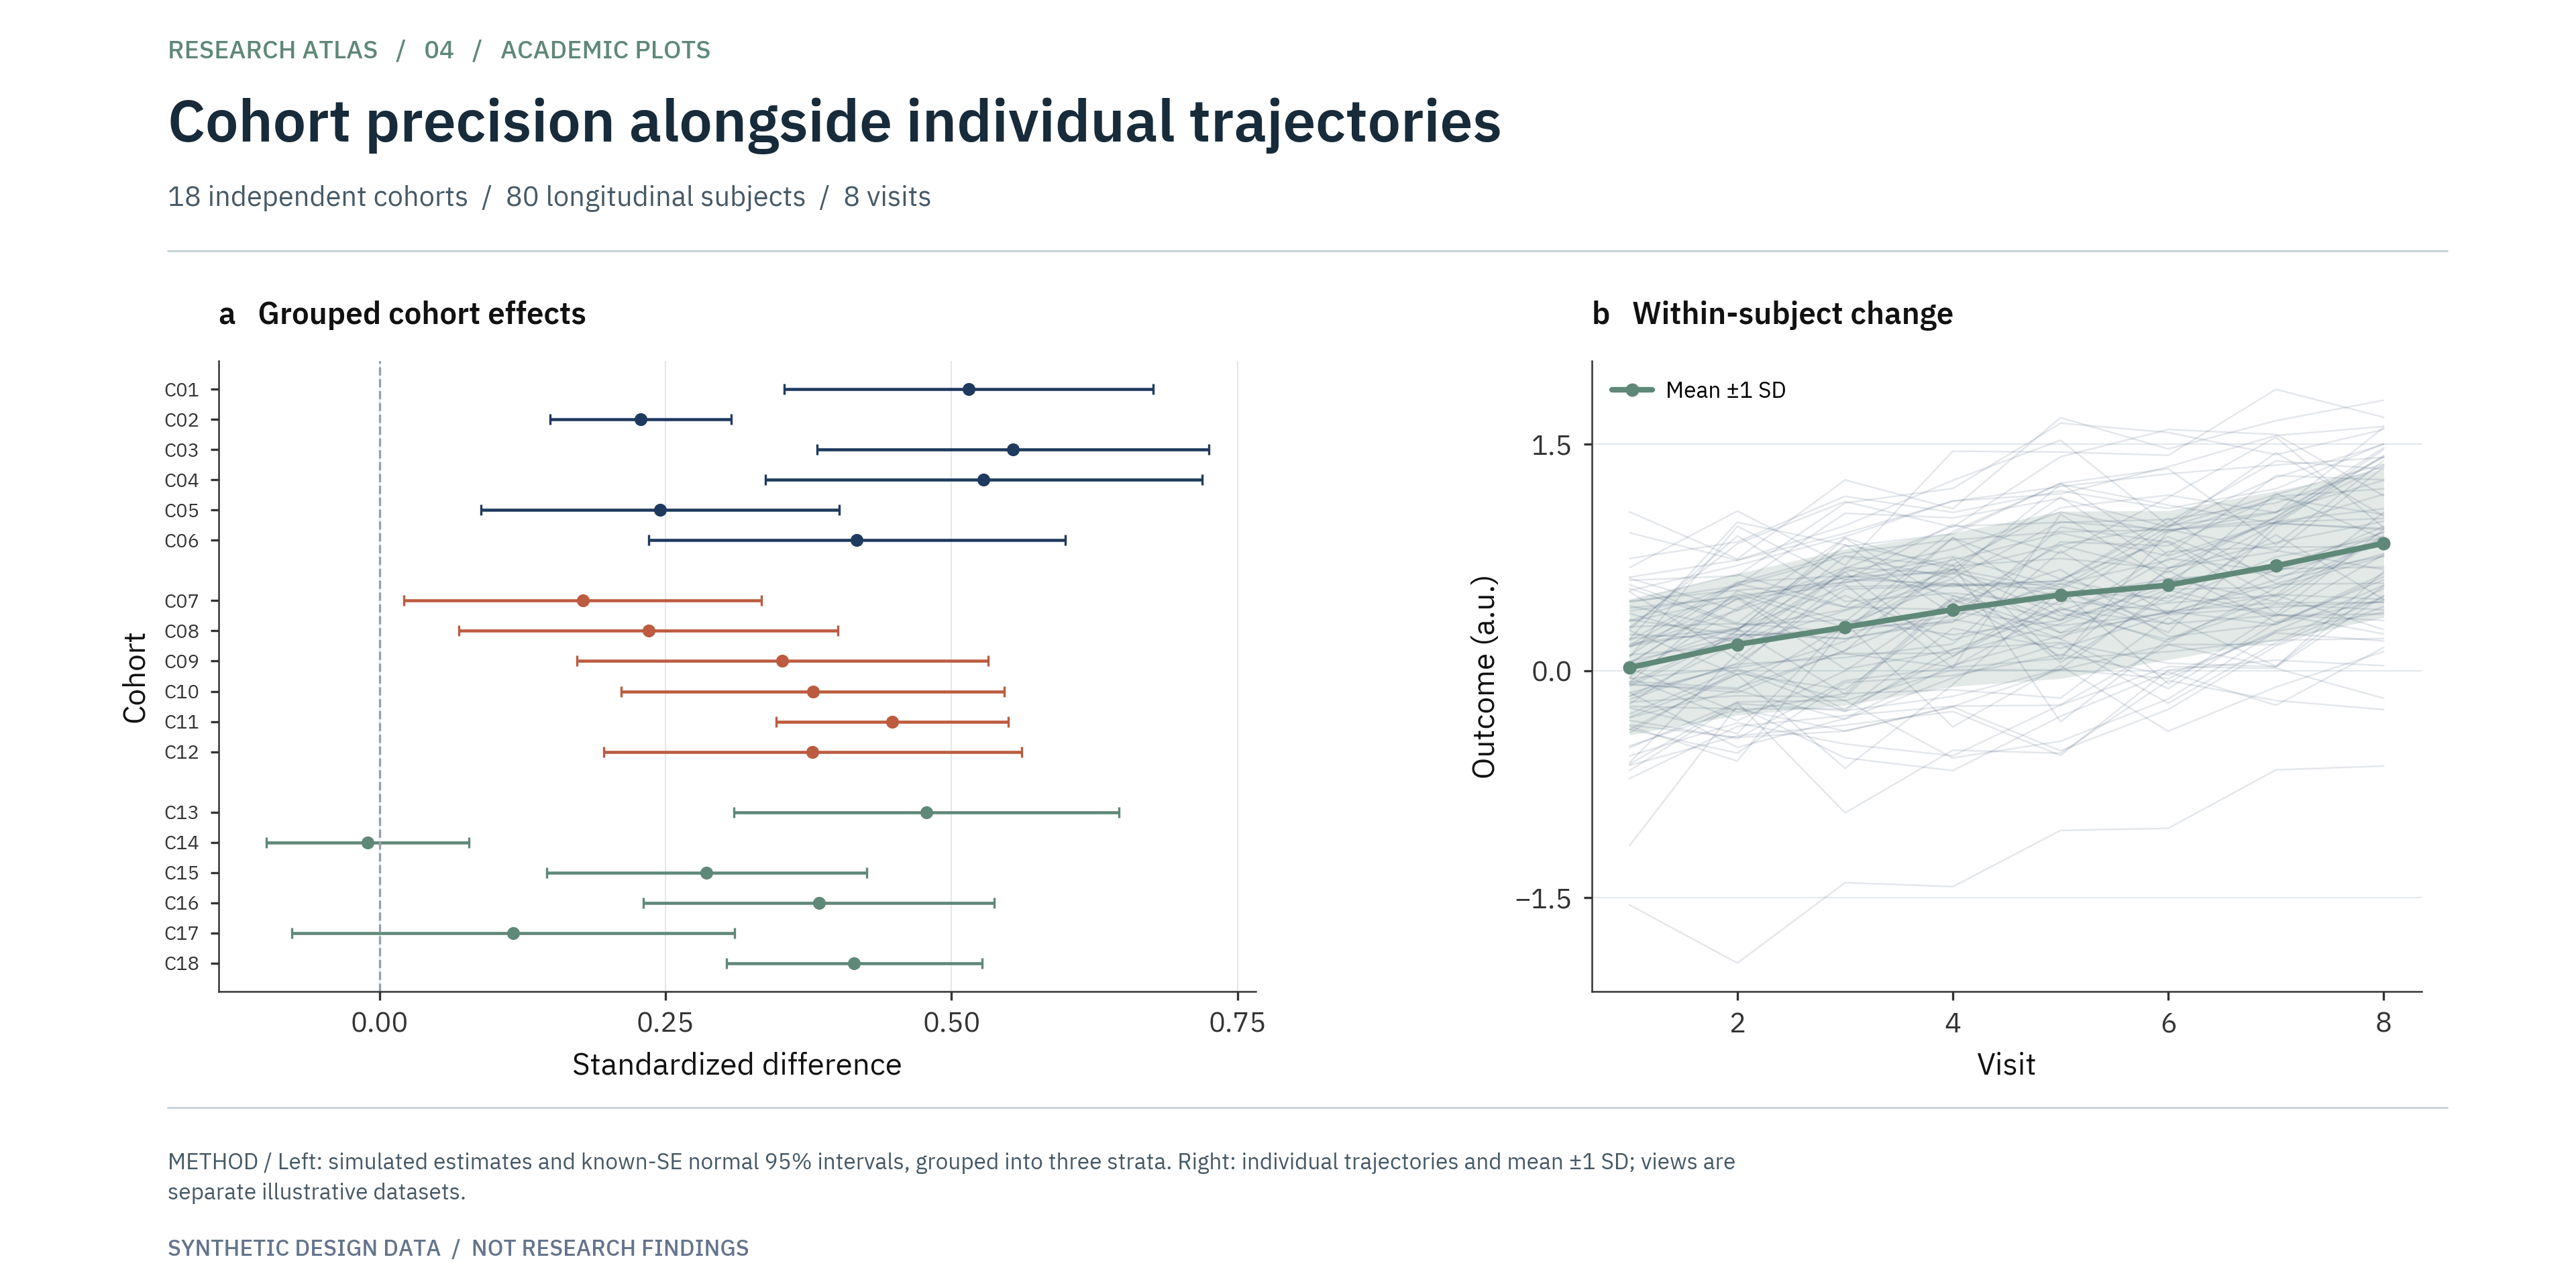 RESEARCH ATLAS / 04 / ACADEMIC PLOTS
Cohort precision alongside individual trajectories
18 independent cohorts / 80 longitudinal subjects / 8 visits
a Grouped cohort effects
Cohort
C01
C02
C03
C04
C05
C06
C07
C08
C09
C10
C11
C12
C13
C14
C15
C16
C17
C18
0.00 0.25 0.50 0.75
Standardized difference
b Within-subject change
Mean ±1 SD
Outcome (a.u.)
1.5
0.0
−1.5
2 4 6 8
Visit
METHOD / Left: simulated estimates and known-SE normal 95% intervals, grouped into three strata. Right: individual trajectories and mean ±1 SD; views are
separate illustrative datasets.
SYNTHETIC DESIGN DATA / NOT RESEARCH FINDINGS